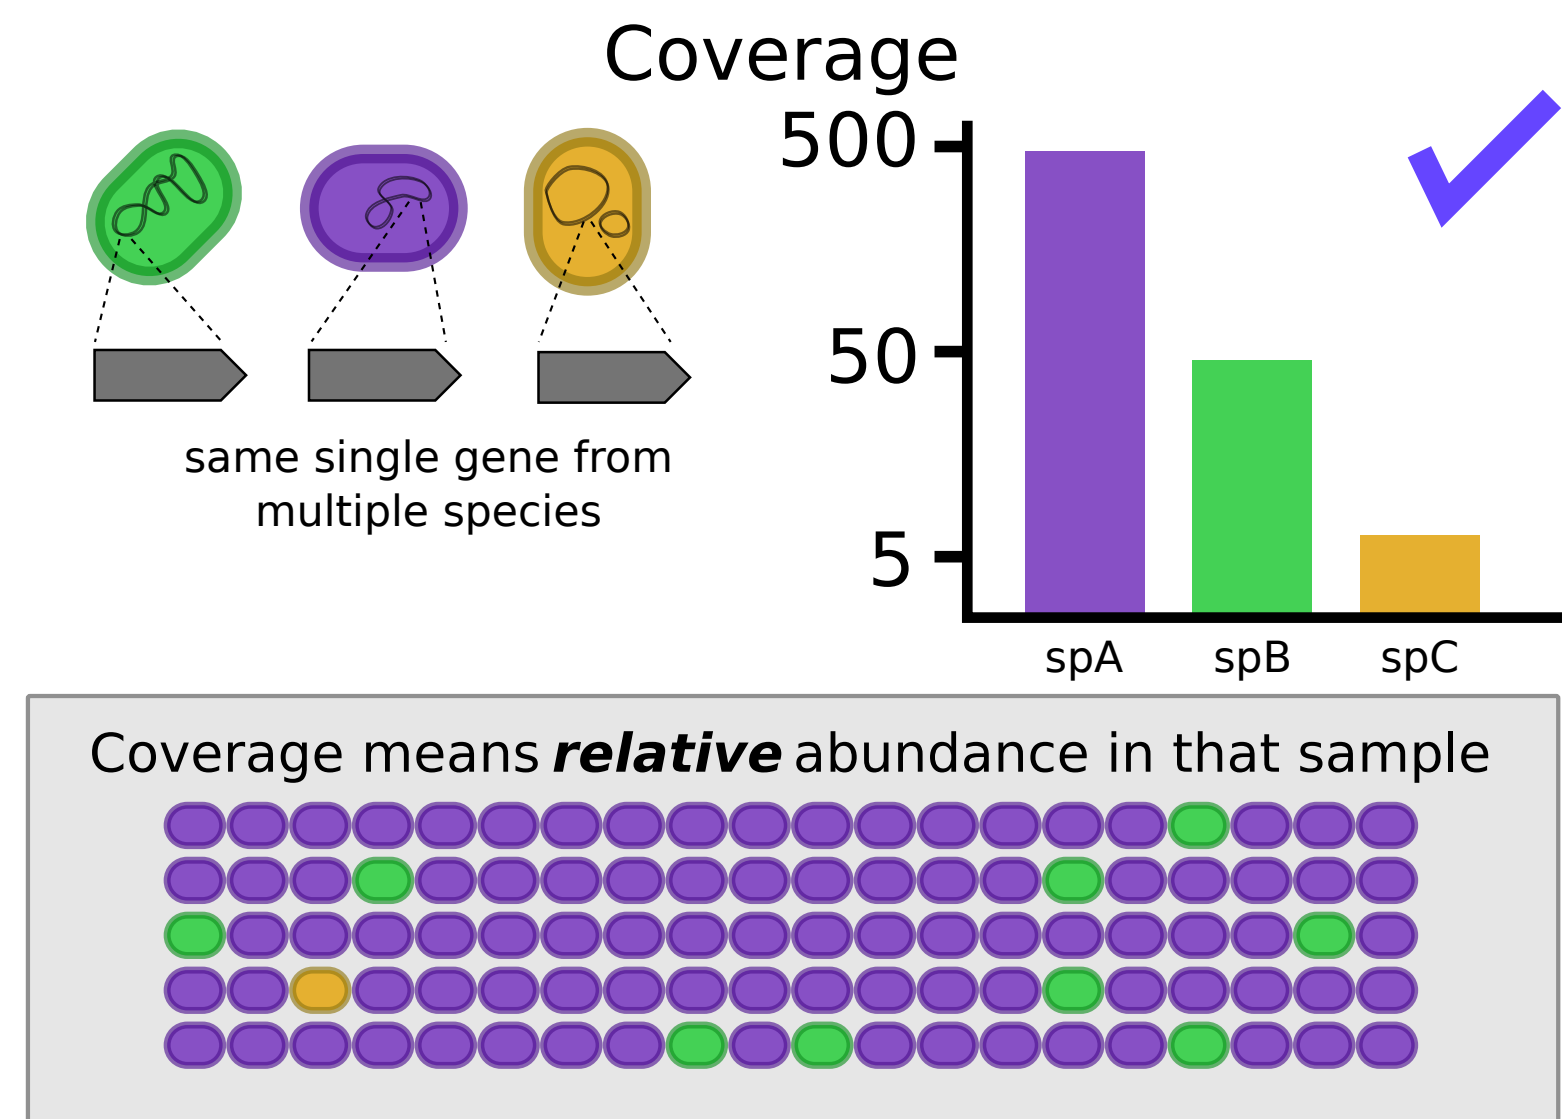 Coverage
500
50
5
spA spB spC
same single gene from
multiple species
Coverage means relative abundance in that sample